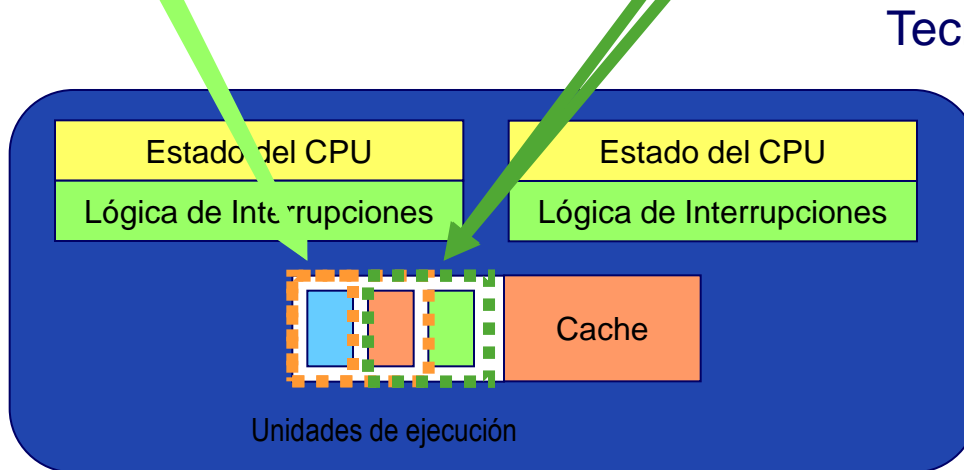 Tec
Estado del CPU
Estado del CPU
Lógica de Interrupciones
Lógica de Interrupciones
Cache
Unidades de ejecución